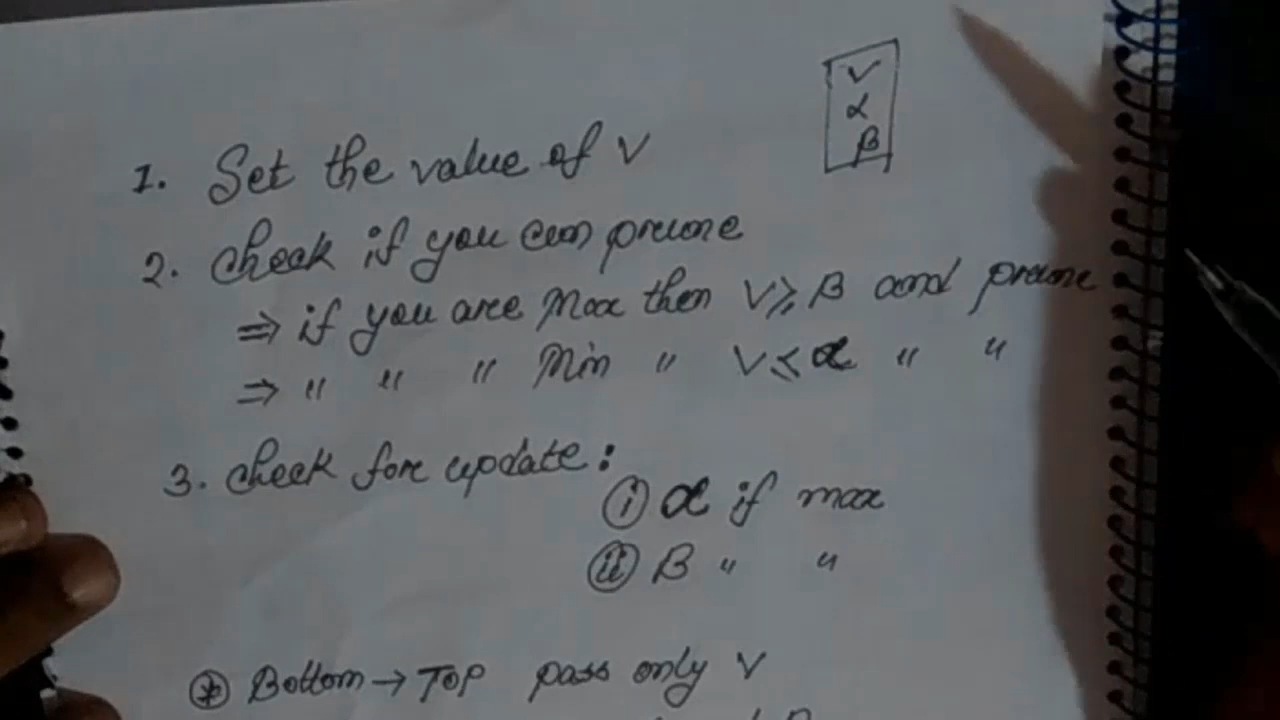 V
α
β
1. Set the value of V
2. Check if you can prune
⇒ if you are Max then V ≥ β and prune
⇒ " " " Min " V ≤ α " "
3. Check for update:
(i) α if max
(ii) β " "
⊛ Bottom → TOP pass only V